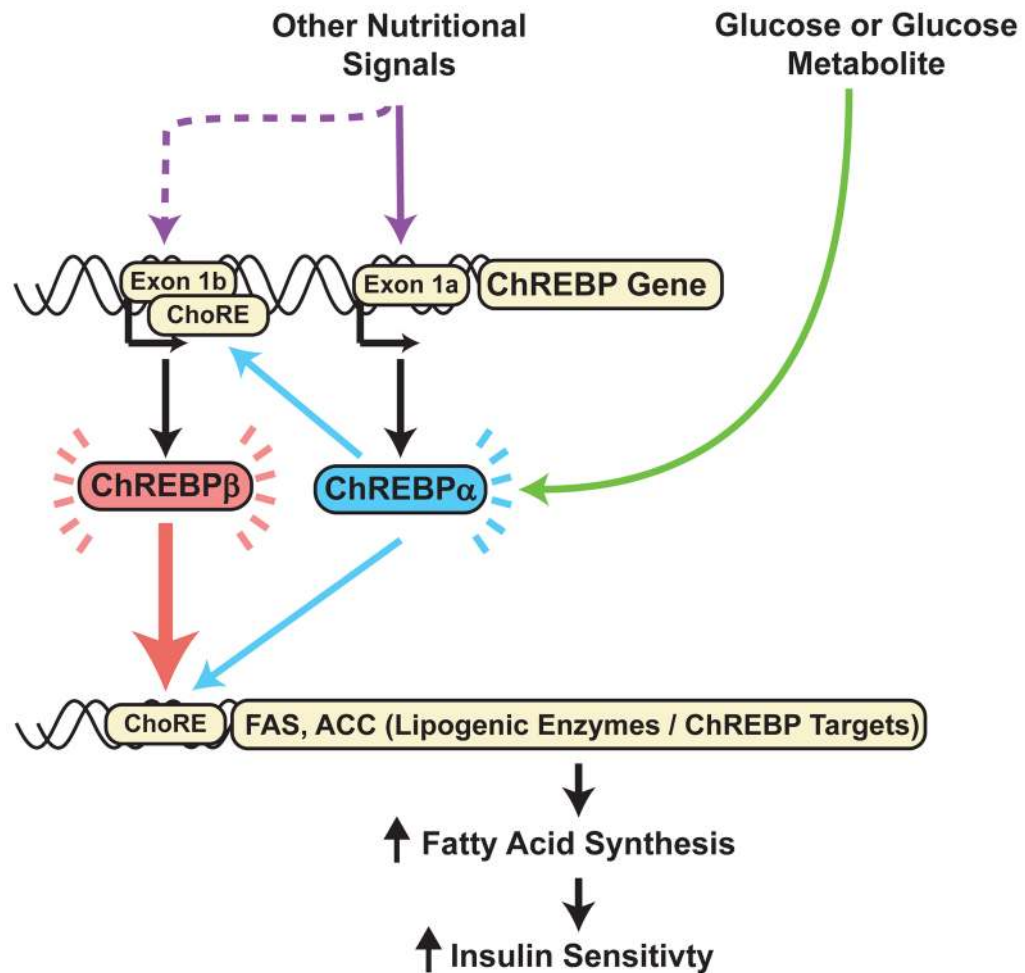 Other Nutritional
Signals
Glucose or Glucose
Metabolite
Exon 1b
ChoRE
Exon 1a
ChREBP Gene
ChREBPβ
ChREBPα
ChoRE
FAS, ACC (Lipogenic Enzymes / ChREBP Targets)
Fatty Acid Synthesis
Insulin Sensitivty